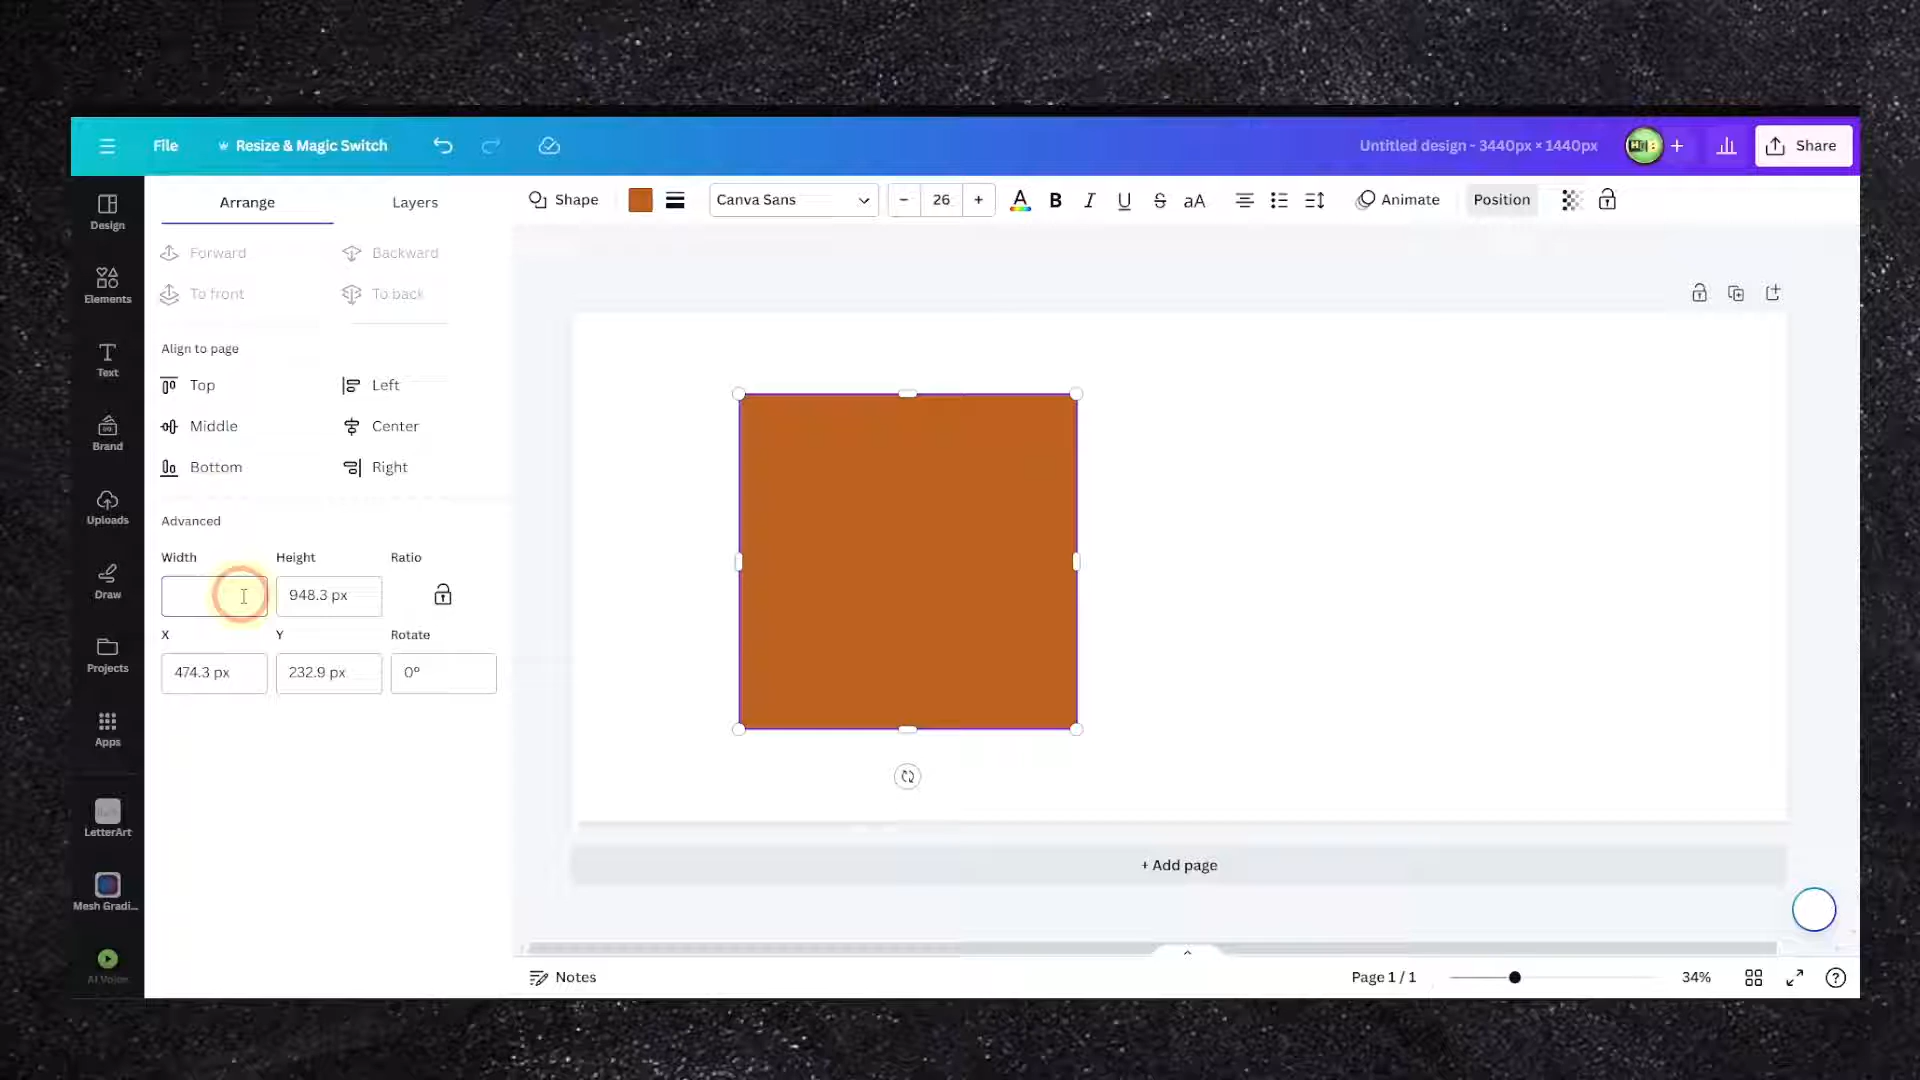 File
Resize & Magic Switch
Untitled design - 3440px × 1440px
Share
Design
Elements
Text
Brand
Uploads
Draw
Projects
Apps
LetterArt
Mesh Gradi...
AI Voice
Arrange
Layers
Forward
Backward
To front
To back
Align to page
Top
Left
Middle
Center
Bottom
Right
Advanced
Width
Height
Ratio
948.3 px
X
Y
Rotate
474.3 px
232.9 px
0°
Shape
Canva Sans
– 26 +
A B I U S aA
Animate
Position
+ Add page
Notes
Page 1 / 1
34%